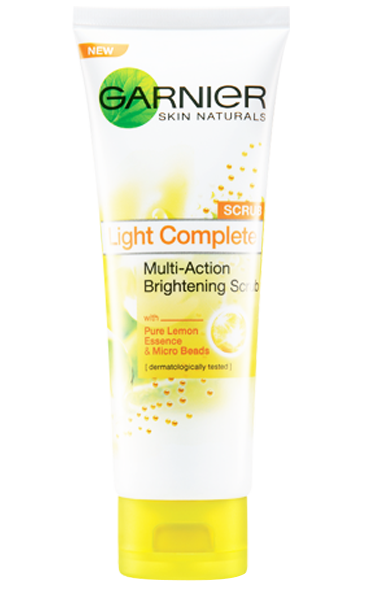 NEW
GARNIER
SKIN NATURALS
SCRUB
Light Complete
Multi-Action
Brightening Scrub
with
Pure Lemon
Essence
& Micro Beads
[ dermatologically tested ]